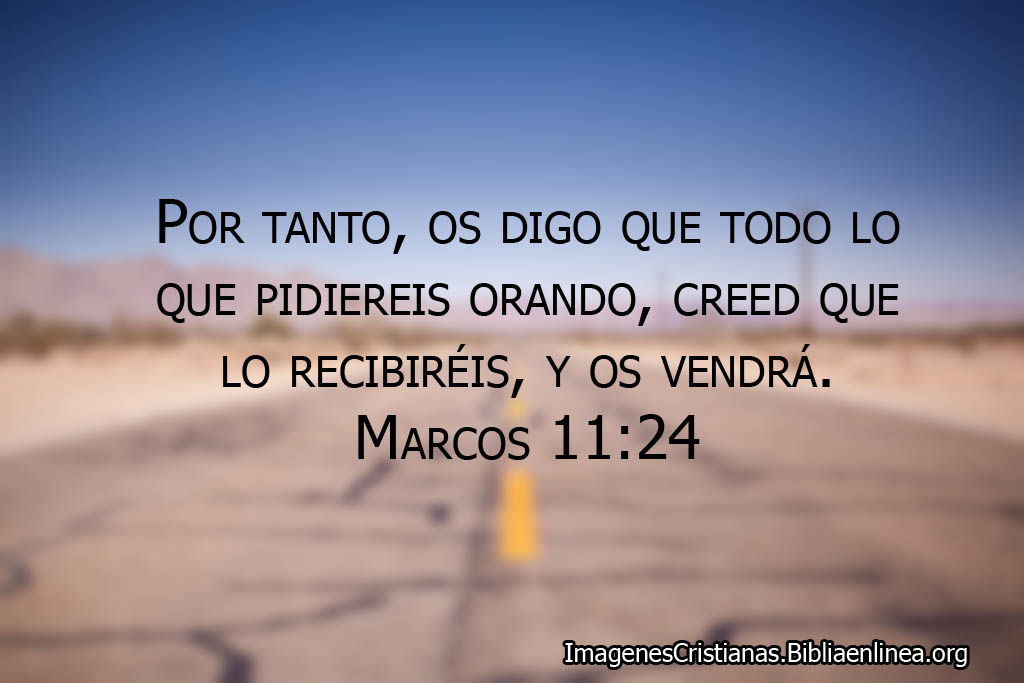 Por tanto, os digo que todo lo
que pidiereis orando, creed que
lo recibiréis, y os vendrá.
Marcos 11:24
ImagenesCristianas.Bibliaenlinea.org